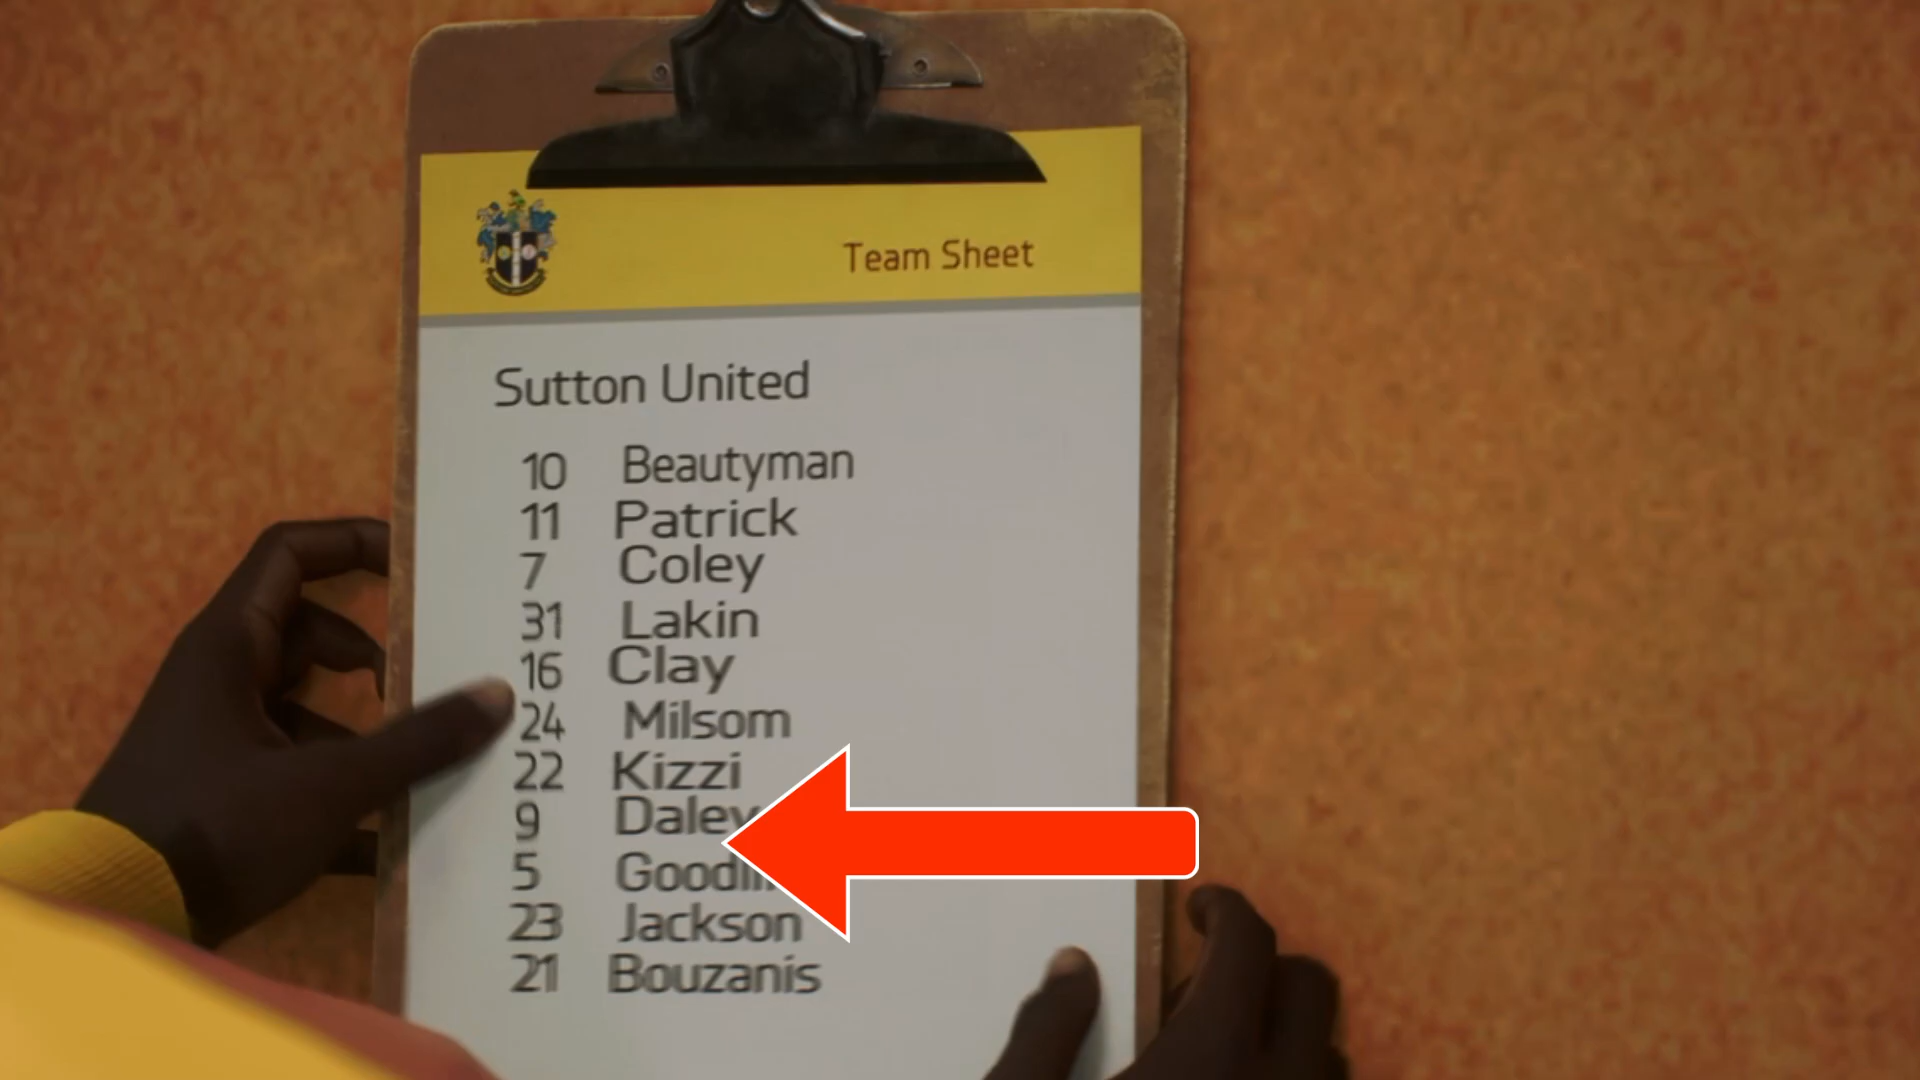 Team Sheet
Sutton United
10 Beautyman
11 Patrick
7 Coley
31 Lakin
16 Clay
24 Milsom
22 Kizzi
9 Daley
5
23 Jackson
21 Bouzanis